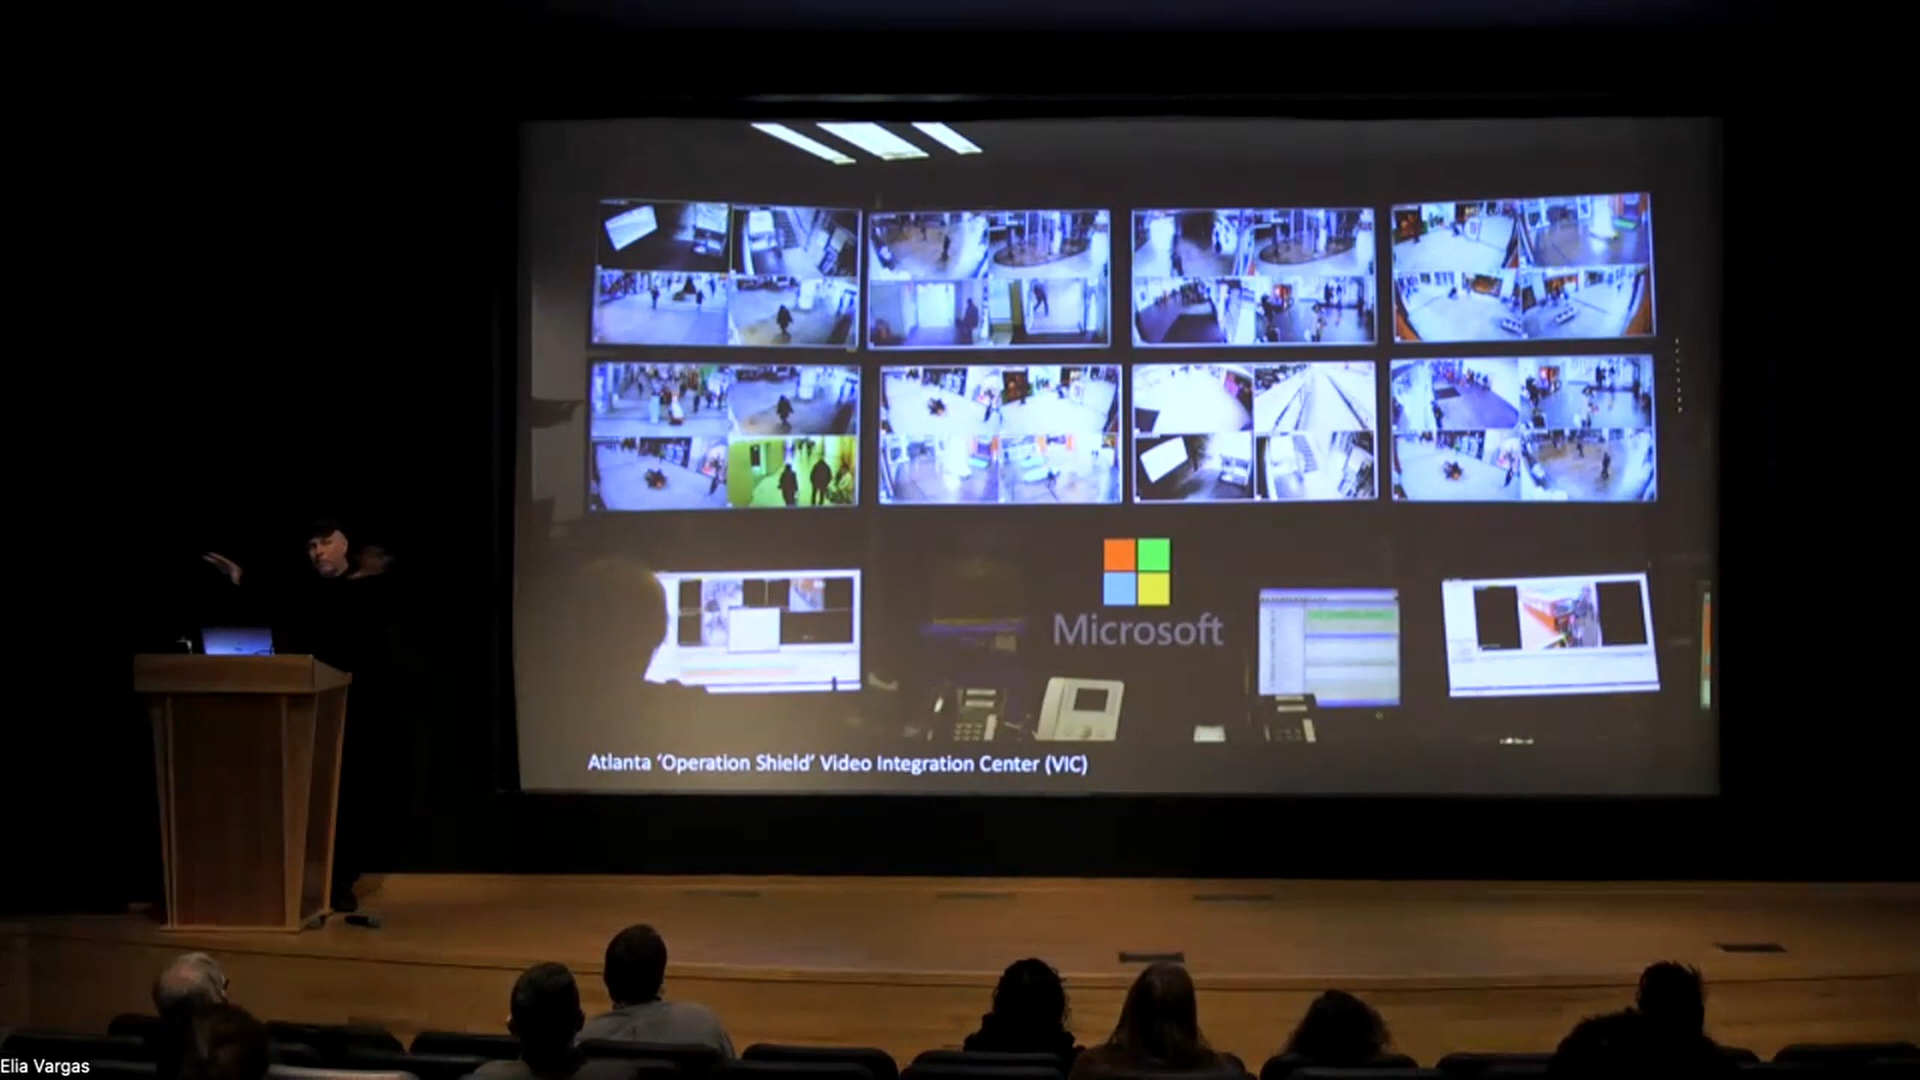 Microsoft
Atlanta ‘Operation Shield’ Video Integration Center (VIC)
Elia Vargas